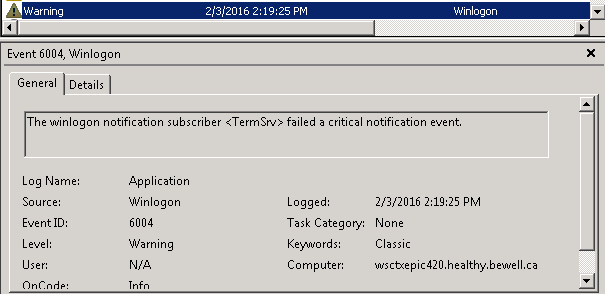 Warning 2/3/2016 2:19:25 PM Winlogon
Event 6004, Winlogon
General Details
The winlogon notification subscriber <TermSrv> failed a critical notification event.
Log Name: Application
Source: Winlogon Logged: 2/3/2016 2:19:25 PM
Event ID: 6004 Task Category: None
Level: Warning Keywords: Classic
User: N/A Computer: wsctxepic420.healthy.bewell.ca
OpCode: Info